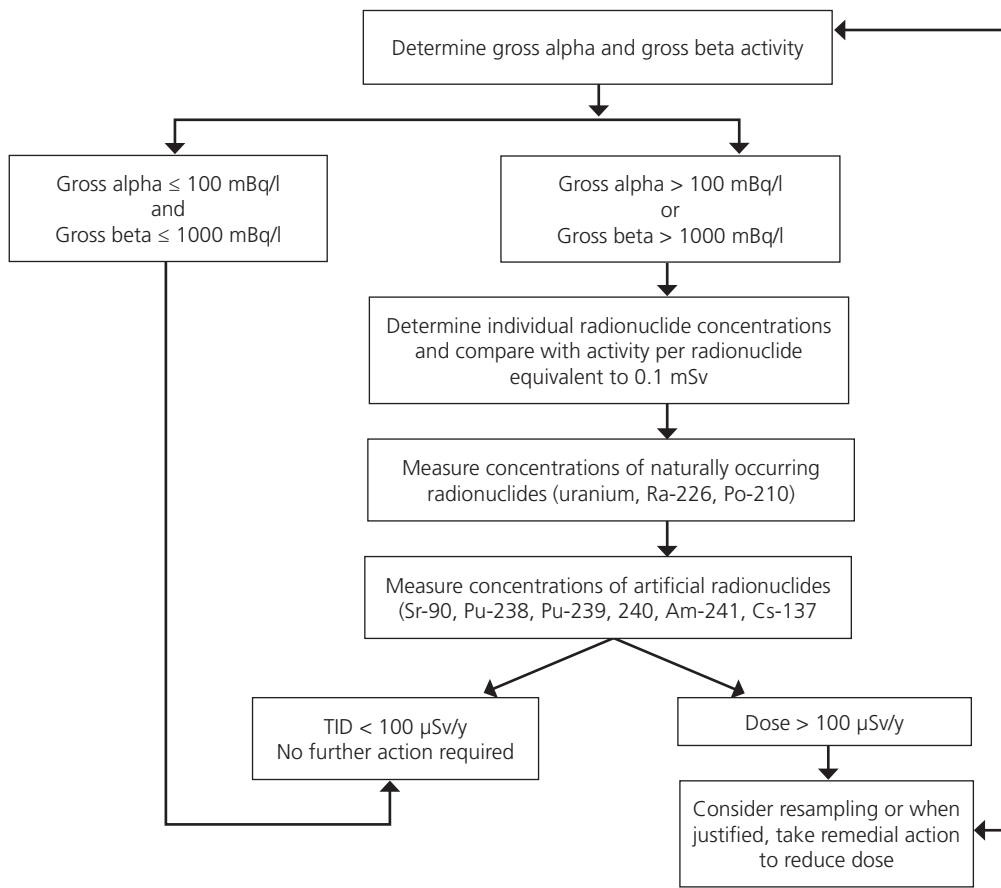 Determine gross alpha and gross beta activity
Gross alpha ≤ 100 mBq/l
and
Gross beta ≤ 1000 mBq/l
Gross alpha > 100 mBq/l
or
Gross beta > 1000 mBq/l
Determine individual radionuclide concentrations
and compare with activity per radionuclide
equivalent to 0.1 mSv
Measure concentrations of naturally occurring
radionuclides (uranium, Ra-226, Po-210)
Measure concentrations of artificial radionuclides
(Sr-90, Pu-238, Pu-239, 240, Am-241, Cs-137
TID < 100 µSv/y
No further action required
Dose > 100 µSv/y
Consider resampling or when
justified, take remedial action
to reduce dose